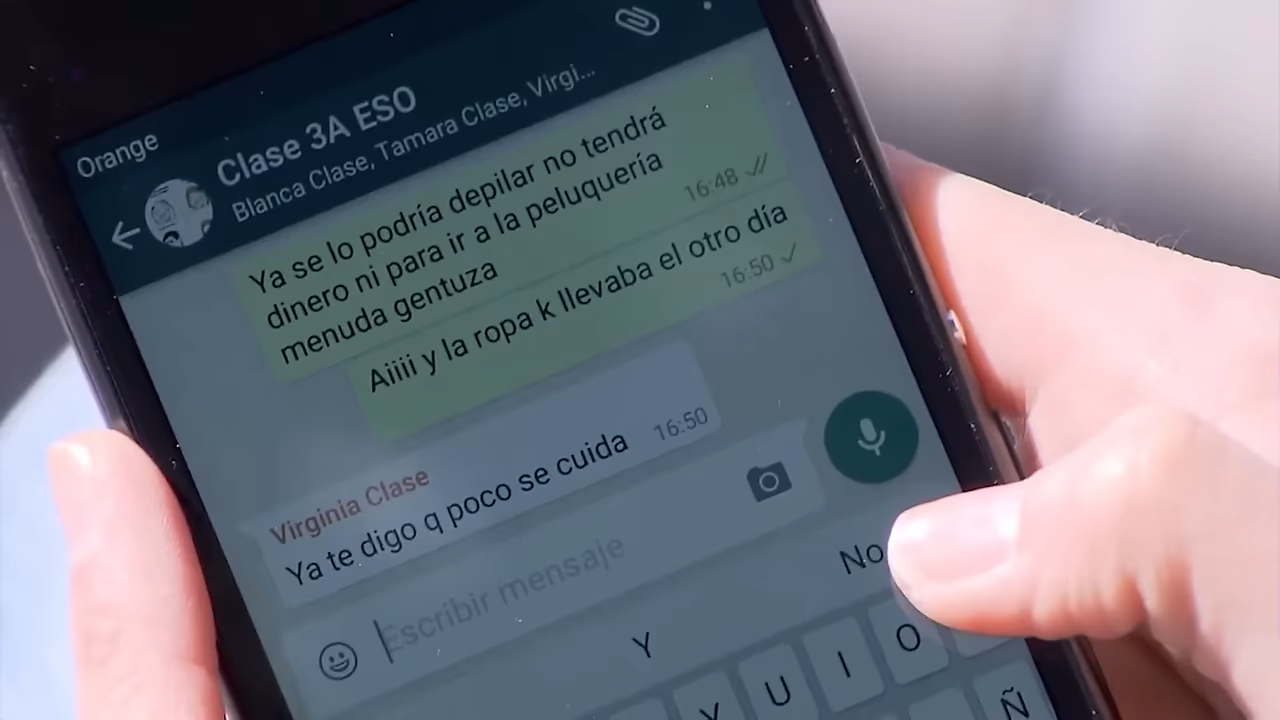 Orange
Clase 3A ESO
Blanca Clase, Tamara Clase, Virgi...
Ya se lo podría depilar no tendrá
dinero ni para ir a la peluquería
menuda gentuza
16:48
Aiiii y la ropa k llevaba el otro día
16:50
Virginia Clase
Ya te digo q poco se cuida
16:50
Escribir mensaje
Y
No
Y U I O
Ñ